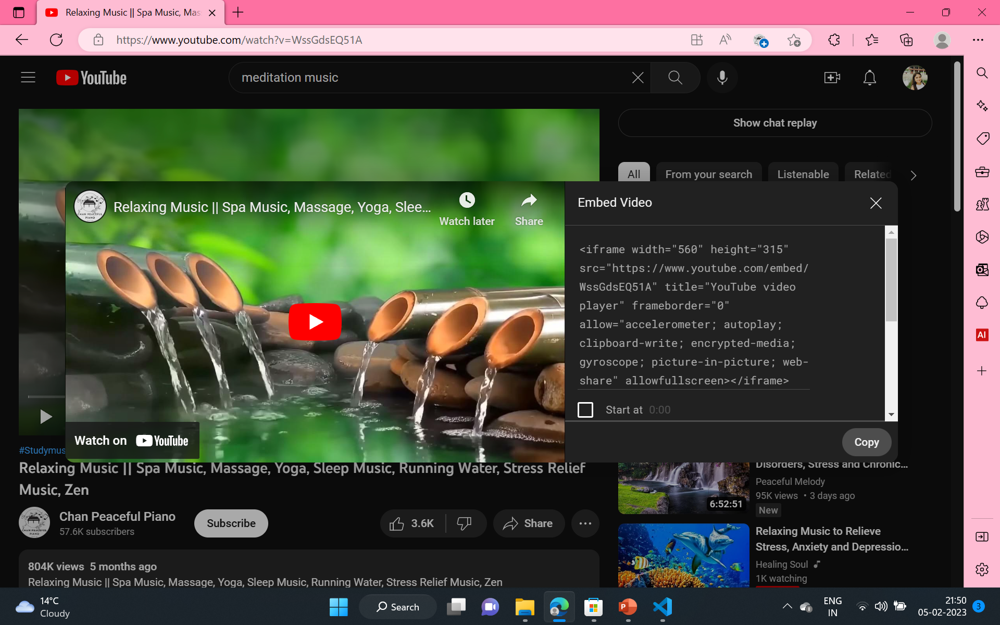 Relaxing Music || Spa Music, Mas
https://www.youtube.com/watch?v=WssGdsEQ51A
YouTube
meditation music
Show chat replay
All
From your search
Listenable
Related
CHAN PEACEFUL
PIANO
Relaxing Music || Spa Music, Massage, Yoga, Slee...
Watch later
Share
Embed Video
<iframe width="560" height="315"
src="https://www.youtube.com/embed/
WssGdsEQ51A" title="YouTube video
player" frameborder="0"
allow="accelerometer; autoplay;
clipboard-write; encrypted-media;
gyroscope; picture-in-picture; web-
share" allowfullscreen></iframe>
Start at 0:00
Copy
Watch on YouTube
#Studymus
Relaxing Music || Spa Music, Massage, Yoga, Sleep Music, Running Water, Stress Relief
Music, Zen
CHAN PEACEFUL
PIANO
Chan Peaceful Piano
57.6K subscribers
Subscribe
3.6K
Share
804K views 5 months ago
Relaxing Music || Spa Music, Massage, Yoga, Sleep Music, Running Water, Stress Relief Music, Zen
6:52:51
Disorders, Stress and Chronic...
Peaceful Melody
95K views • 3 days ago
New
Relaxing Music to Relieve
Stress, Anxiety and Depressio...
Healing Soul
1K watching
AI
14°C
Cloudy
Search
P
ENG
IN
21:50
05-02-2023
3